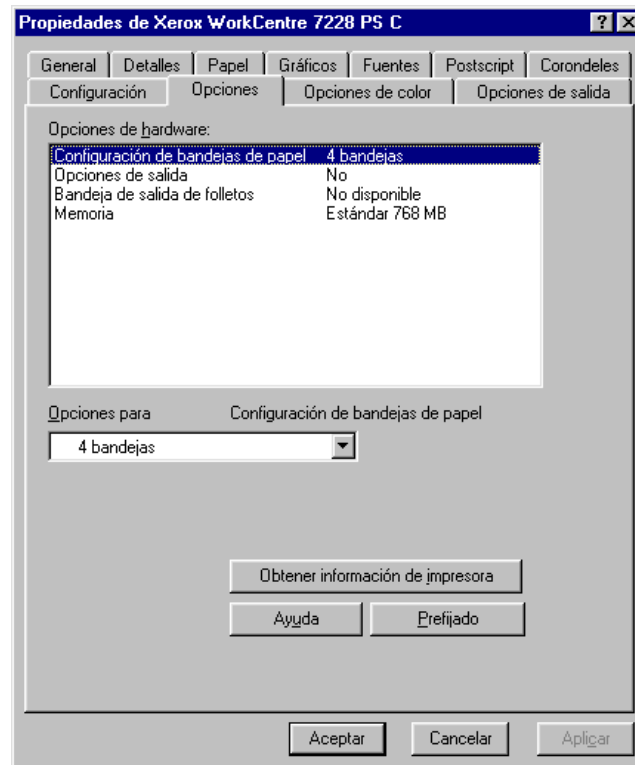 Propiedades de Xerox WorkCentre 7228 PS C
General Detalles Papel Gráficos Fuentes Postscript Corondeles
Configuración Opciones Opciones de color Opciones de salida
Opciones de hardware:
Configuración de bandejas de papel 4 bandejas
Opciones de salida No
Bandeja de salida de folletos No disponible
Memoria Estándar 768 MB
Opciones para Configuración de bandejas de papel
4 bandejas
Obtener información de impresora
Ayuda Prefijado
Aceptar Cancelar Aplicar